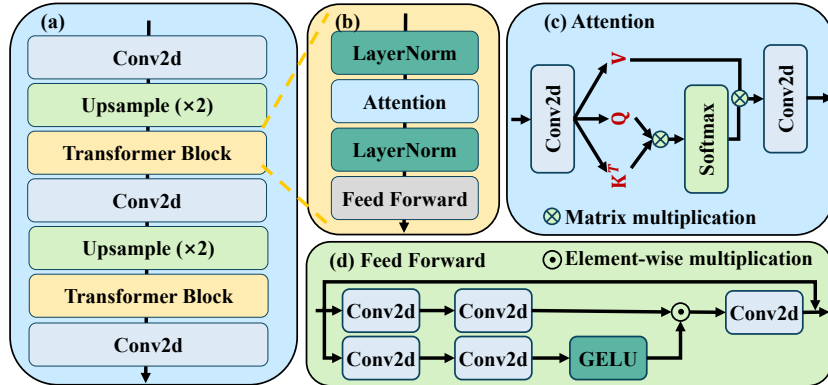 (a)
Conv2d
Upsample (×2)
Transformer Block
Conv2d
Upsample (×2)
Transformer Block
Conv2d
(b)
LayerNorm
Attention
LayerNorm
Feed Forward
(c) Attention
Conv2d
V
Q
K^T
Softmax
Conv2d
Matrix multiplication
(d) Feed Forward
Element-wise multiplication
Conv2d Conv2d Conv2d
Conv2d Conv2d GELU